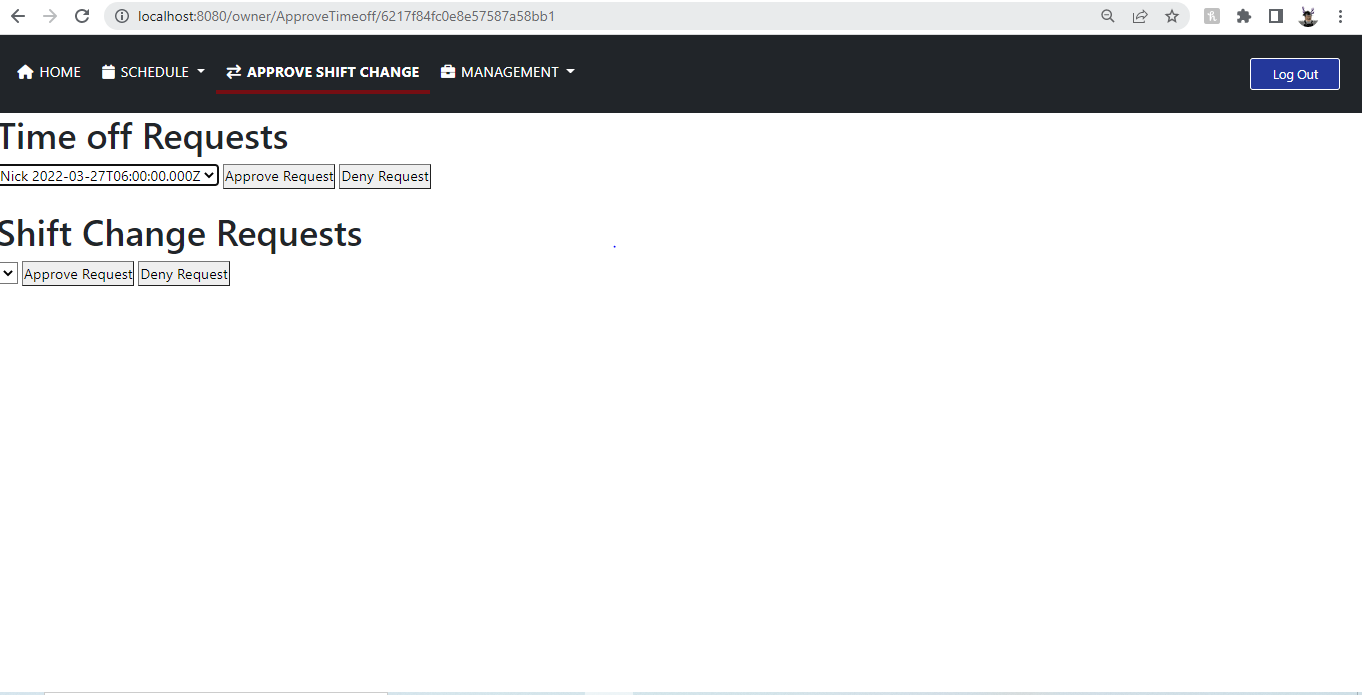 localhost:8080/owner/ApproveTimeoff/6217f84fc0e8e57587a58bb1
HOME SCHEDULE APPROVE SHIFT CHANGE MANAGEMENT Log Out
Time off Requests
Nick 2022-03-27T06:00:00.000Z Approve Request Deny Request
Shift Change Requests
Approve Request Deny Request